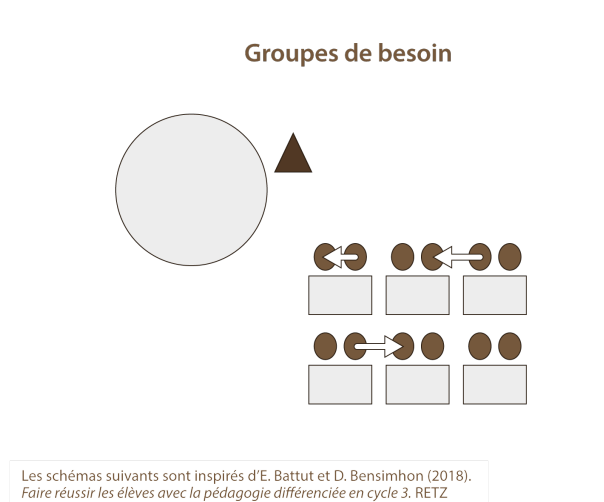 Groupes de besoin
Les schémas suivants sont inspirés d’E. Battut et D. Bensimhon (2018).
Faire réussir les élèves avec la pédagogie différenciée en cycle 3. RETZ